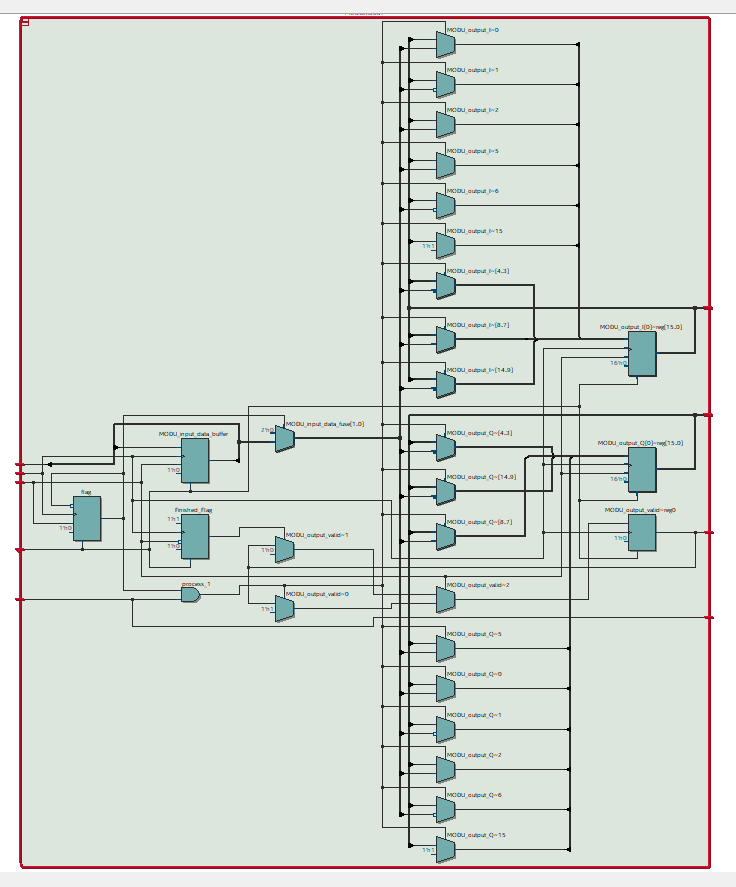 MODU_output_I~0
MODU_output_I~1
MODU_output_I~2
MODU_output_I~5
MODU_output_I~6
MODU_output_I~15
1'h1
MODU_output_I~[4..3]
MODU_output_I~[8..7]
MODU_output_I[0]~reg[15..0]
16'h0
MODU_output_I~[14..9]
MODU_input_data_fuse[1..0]
2'h0
MODU_input_data_buffer
1'h0
MODU_output_Q~[4..3]
MODU_output_Q[0]~reg[15..0]
16'h0
MODU_output_Q~[14..9]
flag
1'h0
Finished_Flag
1'h1
1'h0
MODU_output_Q~[8..7]
MODU_output_valid~reg0
MODU_output_valid~1
1'h0
process_1
MODU_output_valid~0
1'h1
MODU_output_valid~2
MODU_output_Q~5
MODU_output_Q~0
MODU_output_Q~1
MODU_output_Q~2
MODU_output_Q~6
MODU_output_Q~15
1'h1